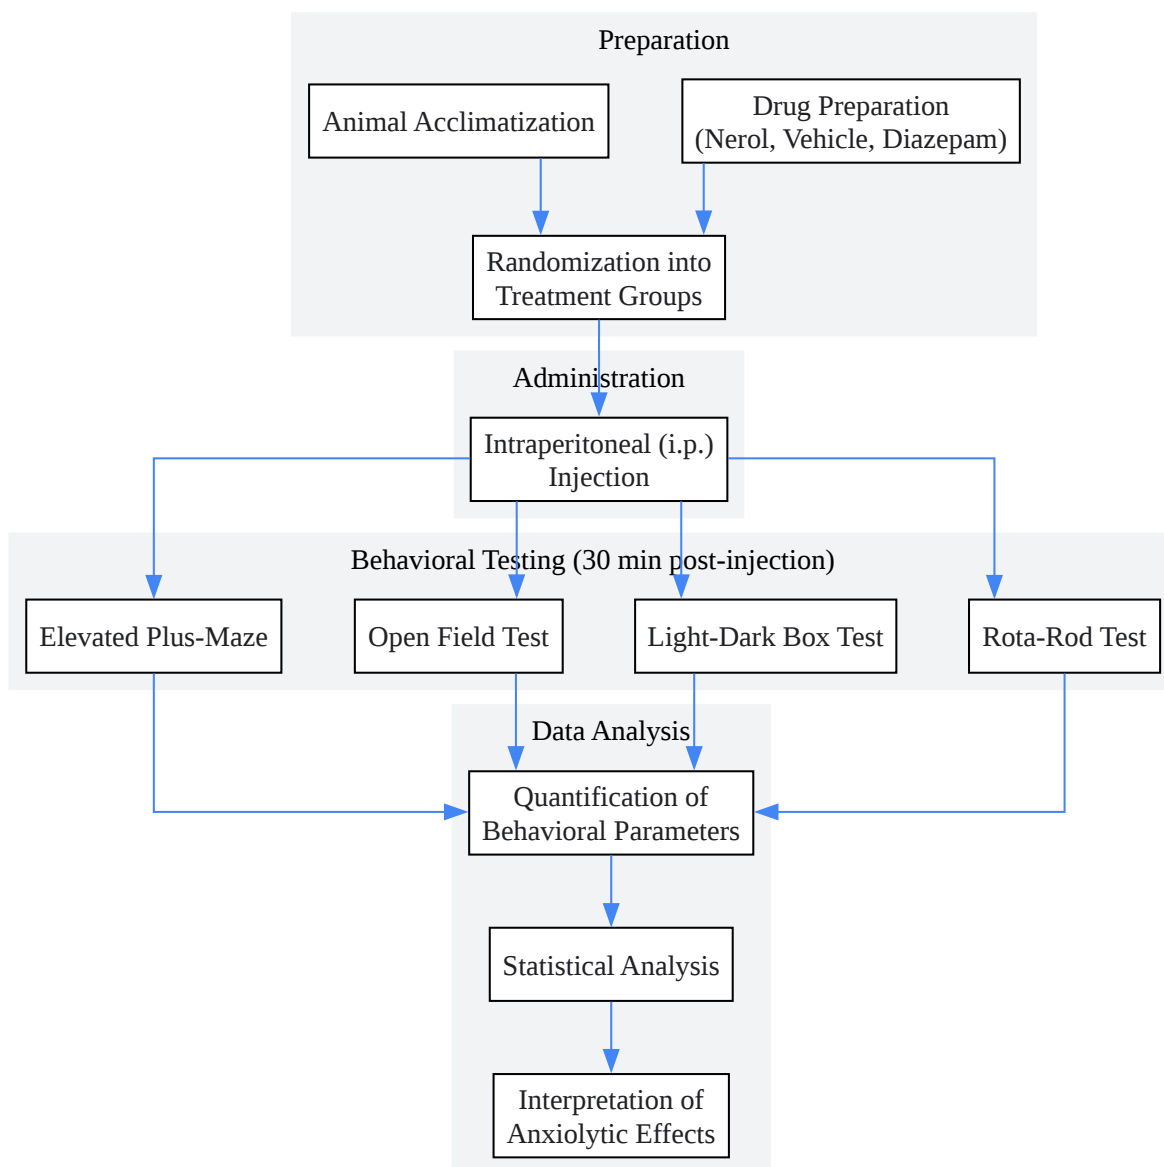 Preparation
Animal Acclimatization
Drug Preparation
(Nerol, Vehicle, Diazepam)
Randomization into
Treatment Groups
Administration
Intraperitoneal (i.p.)
Injection
Behavioral Testing (30 min post-injection)
Elevated Plus-Maze
Open Field Test
Light-Dark Box Test
Rota-Rod Test
Data Analysis
Quantification of
Behavioral Parameters
Statistical Analysis
Interpretation of
Anxiolytic Effects